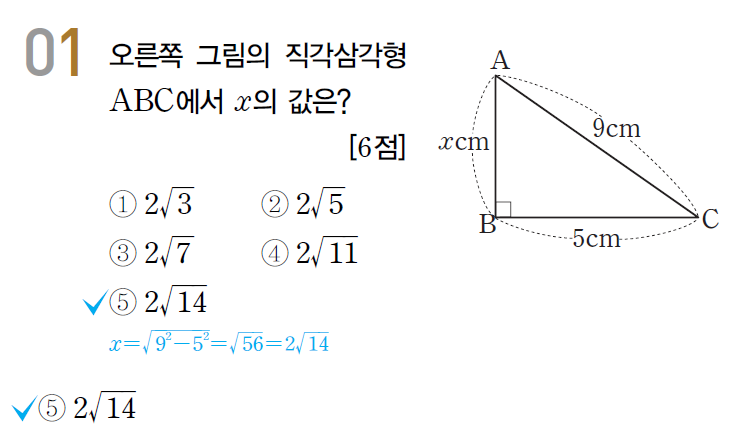 01 오른쪽 그림의 직각삼각형
ABC에서 x의 값은?
[6점]
① 2√3 ② 2√5
③ 2√7 ④ 2√11
⑤ 2√14
x=√(9²−5²)=√56=2√14
⑤ 2√14
A
9cm
xcm
B
C
5cm